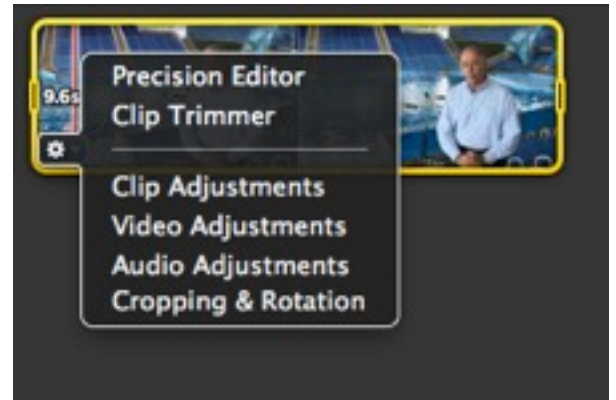 9.6s
Precision Editor
Clip Trimmer
Clip Adjustments
Video Adjustments
Audio Adjustments
Cropping & Rotation